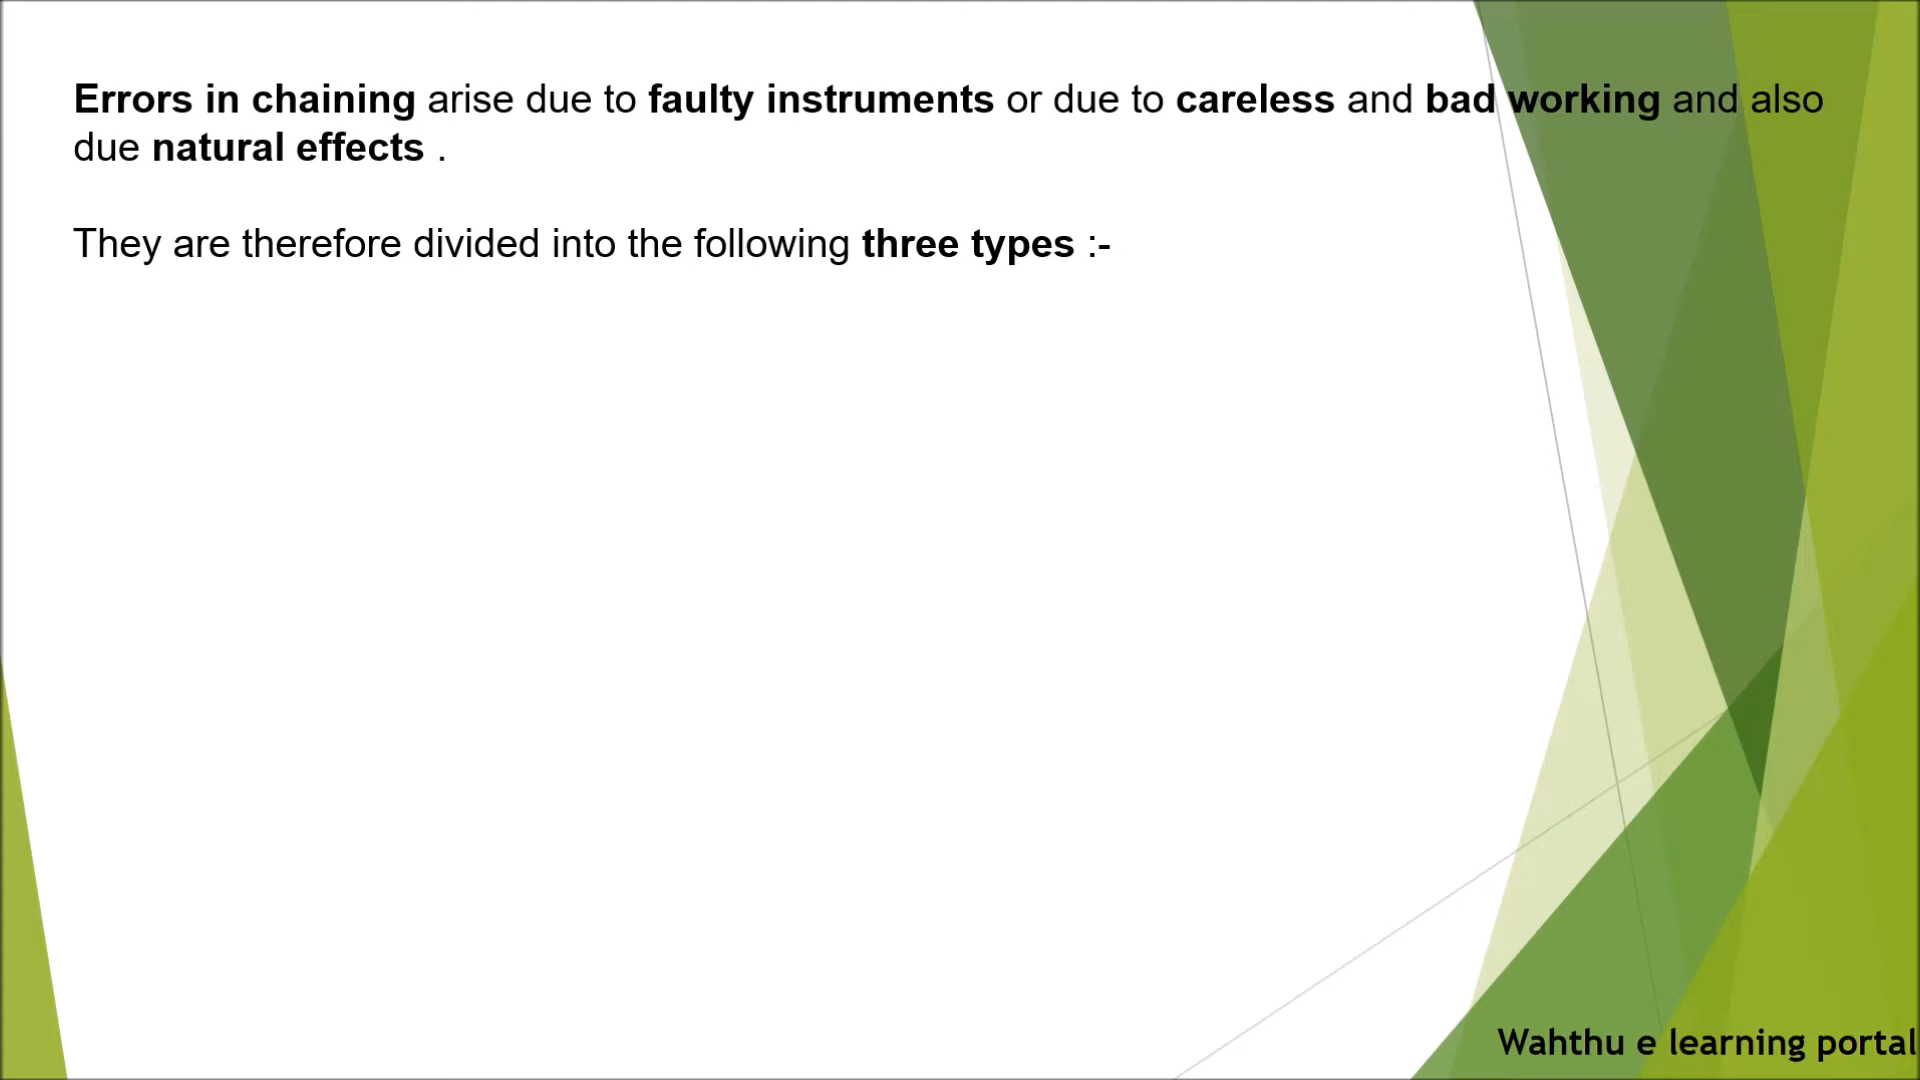 Errors in chaining arise due to faulty instruments or due to careless and bad working and also
due natural effects .
They are therefore divided into the following three types :-
Wahthu e learning portal